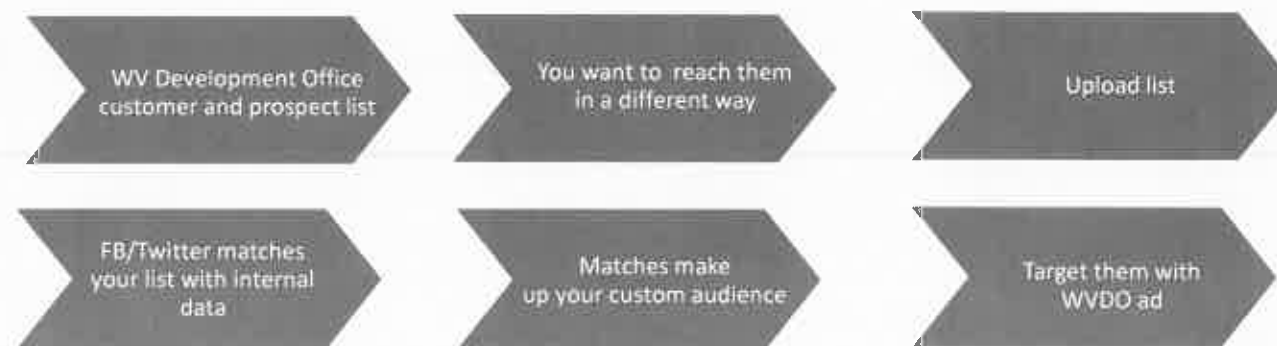 WV Development Office
customer and prospect list
You want to reach them
in a different way
Upload list
FB/Twitter matches
your list with internal
data
Matches make
up your custom audience
Target them with
WVDO ad